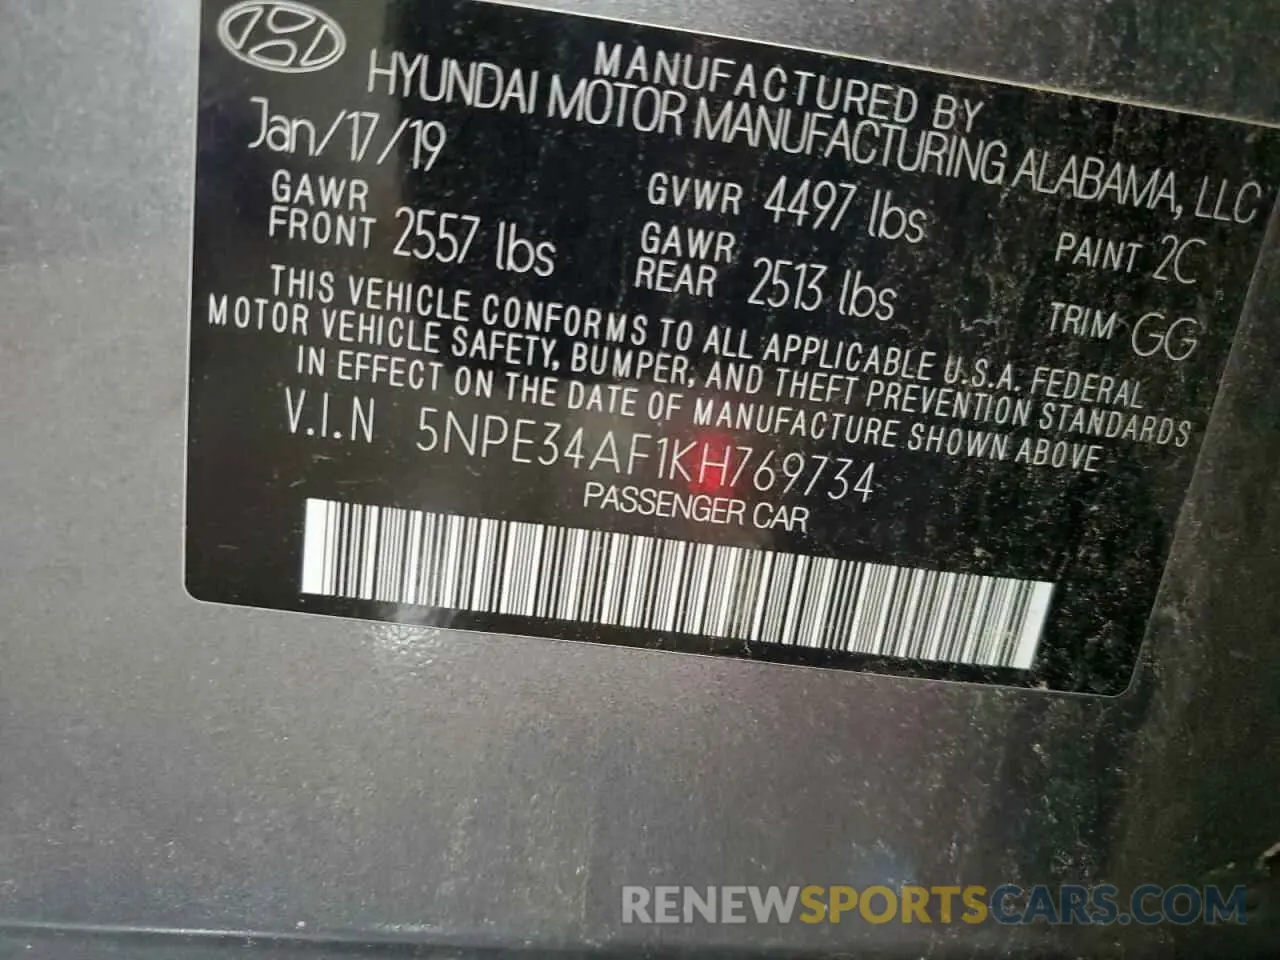 MANUFACTURED BY
HYUNDAI MOTOR MANUFACTURING ALABAMA, LLC
Jan/17/19
GVWR 4497 lbs
PAINT 2C
GAWR FRONT 2557 lbs
GAWR REAR 2513 lbs
TRIM GG
THIS VEHICLE CONFORMS TO ALL APPLICABLE U.S.A. FEDERAL
MOTOR VEHICLE SAFETY, BUMPER, AND THEFT PREVENTION STANDARDS
IN EFFECT ON THE DATE OF MANUFACTURE SHOWN ABOVE
V.I.N 5NPE34AF1KH769734
PASSENGER CAR
RENEWSPORTSCARS.COM